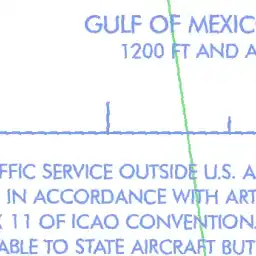 GULF OF MEXICO
1200 FT AND A
FFIC SERVICE OUTSIDE U.S. A
IN ACCORDANCE WITH ART
11 OF ICAO CONVENTION.
ABLE TO STATE AIRCRAFT BUT